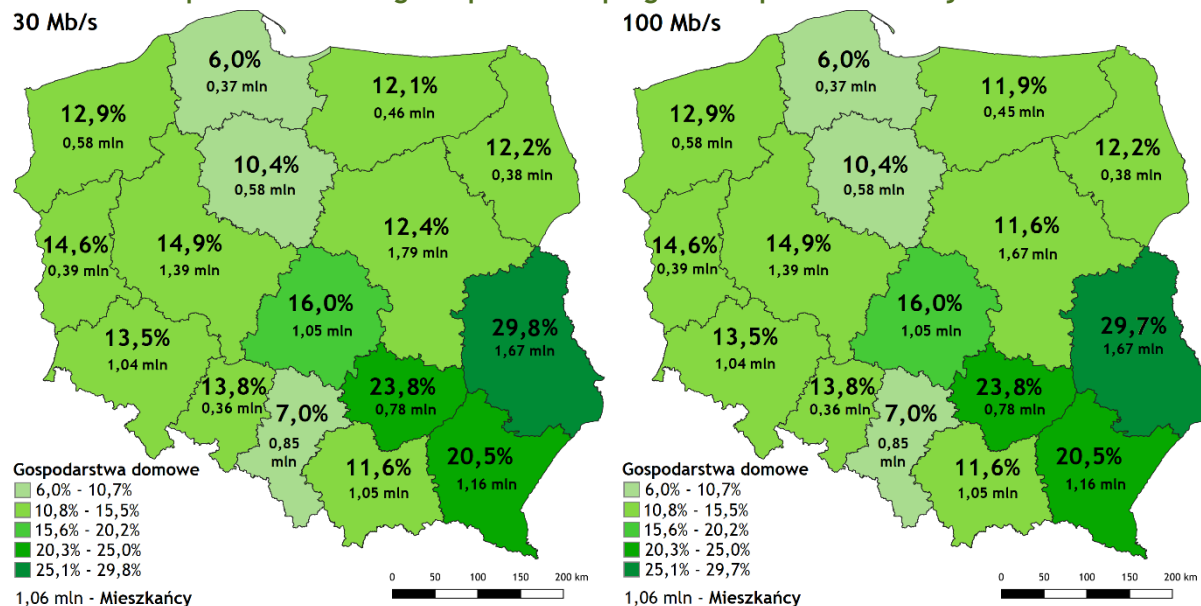 30 Mb/s
6,0%
0,37 mln
12,1%
0,46 mln
12,9%
0,58 mln
12,2%
0,38 mln
10,4%
0,58 mln
12,4%
1,79 mln
14,6%
0,39 mln
14,9%
1,39 mln
16,0%
1,05 mln
29,8%
1,67 mln
13,5%
1,04 mln
13,8%
0,36 mln
7,0%
0,85
mln
23,8%
0,78 mln
20,5%
1,16 mln
11,6%
1,05 mln
Gospodarstwa domowe
6,0% - 10,7%
10,8% - 15,5%
15,6% - 20,2%
20,3% - 25,0%
25,1% - 29,8%
1,06 mln - Mieszkańcy
0 50 100 150 200 km
100 Mb/s
6,0%
0,37 mln
11,9%
0,45 mln
12,9%
0,58 mln
12,2%
0,38 mln
10,4%
0,58 mln
11,6%
1,67 mln
14,6%
0,39 mln
14,9%
1,39 mln
16,0%
1,05 mln
29,7%
1,67 mln
13,5%
1,04 mln
13,8%
0,36 mln
7,0%
0,85
mln
23,8%
0,78 mln
20,5%
1,16 mln
11,6%
1,05 mln
Gospodarstwa domowe
6,0% - 10,7%
10,8% - 15,5%
15,6% - 20,2%
20,3% - 25,0%
25,1% - 29,7%
1,06 mln - Mieszkańcy
0 50 100 150 200 km